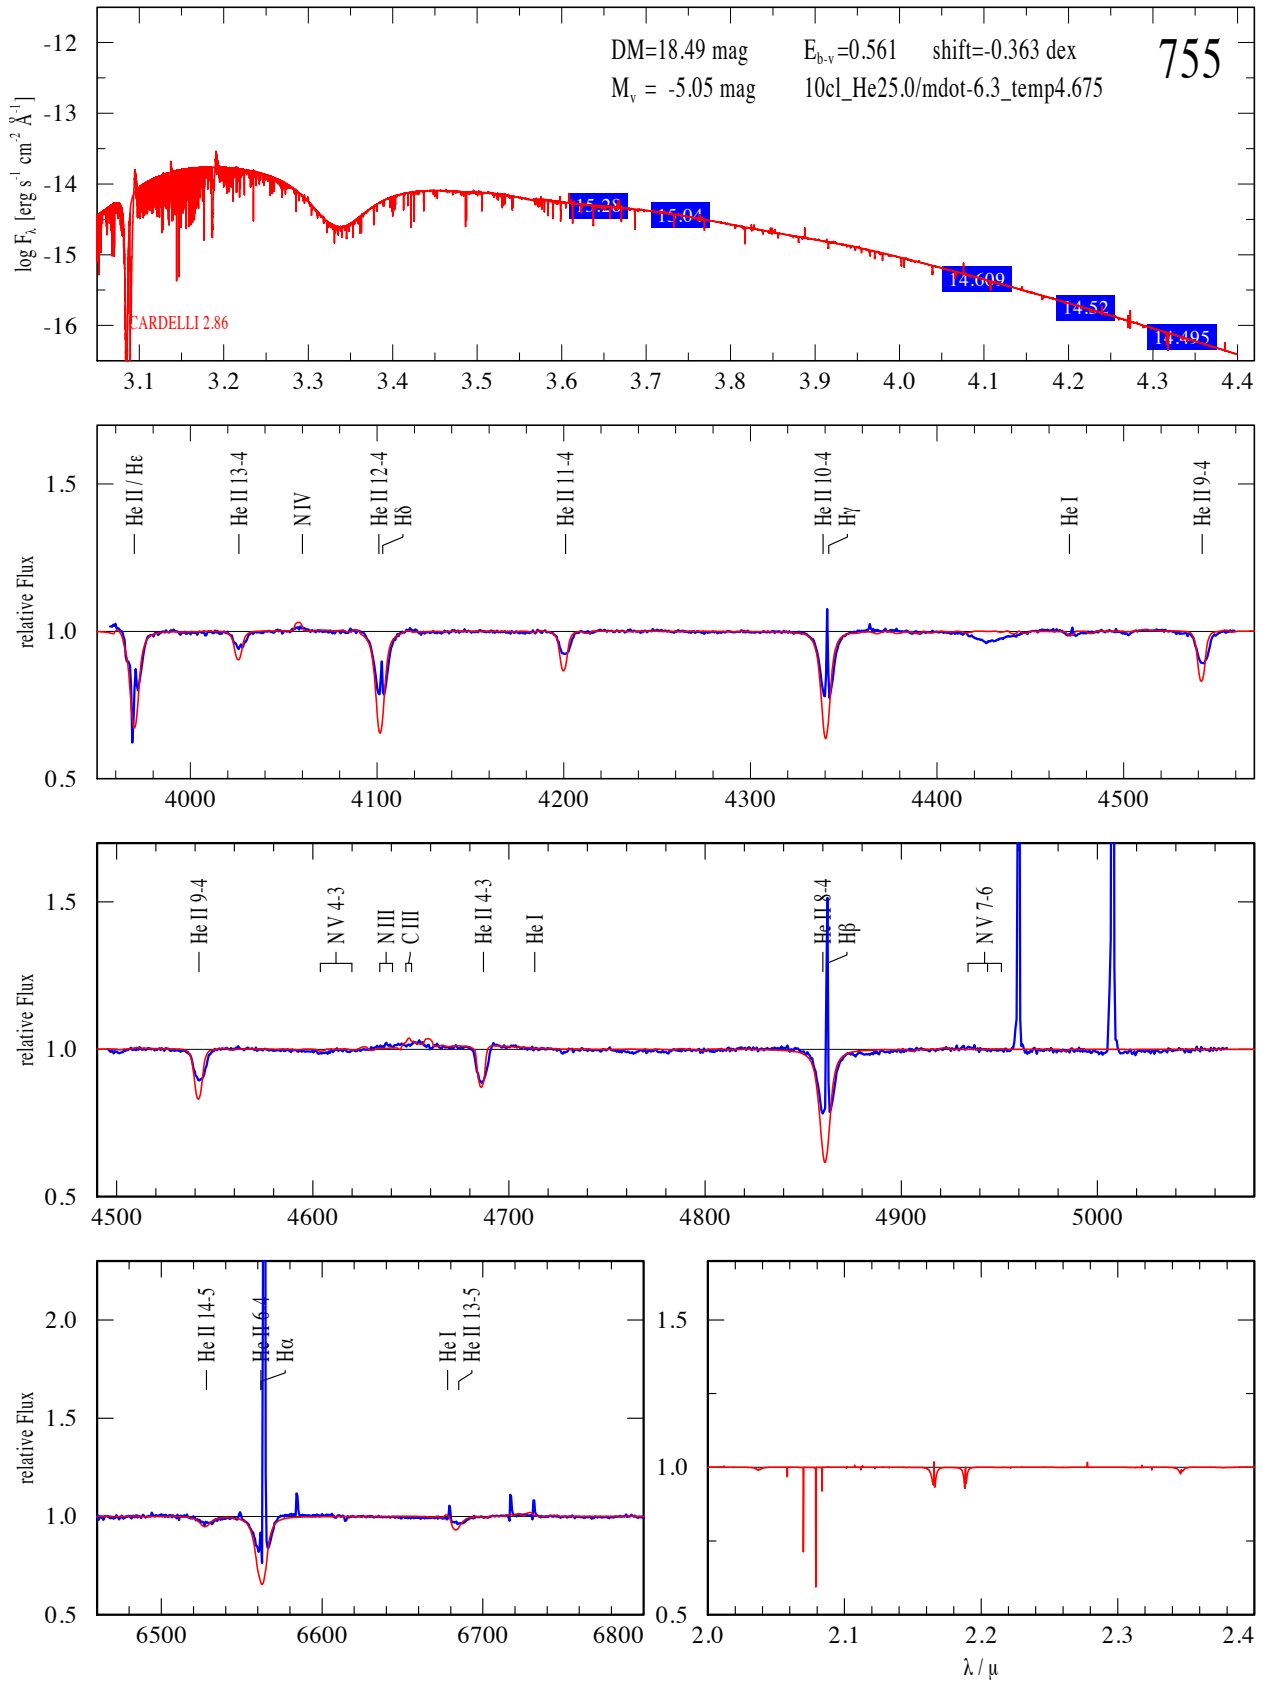 DM=18.49 mag E_b-v=0.561 shift=-0.363 dex 755
M_v = -5.05 mag 10cl_He25.0/mdot-6.3_temp4.675
log F_λ [erg s⁻¹ cm⁻² Å⁻¹]
-12
-13
-14
-15
-16
15.28
15.04
14.609
14.52
14.495
CARDELLI 2.86
3.1 3.2 3.3 3.4 3.5 3.6 3.7 3.8 3.9 4.0 4.1 4.2 4.3 4.4
relative Flux
1.5
1.0
0.5
He II / Hε
He II 13-4
N IV
He II 12-4
Hδ
He II 11-4
He II 10-4
Hγ
He I
He II 9-4
4000 4100 4200 4300 4400 4500
relative Flux
1.5
1.0
0.5
He II 9-4
N V 4-3
N III
C III
He II 4-3
He I
He II 8-4
Hβ
N V 7-6
4500 4600 4700 4800 4900 5000
relative Flux
2.0
1.5
1.0
0.5
He II 14-5
He II 6-4
Hα
He I
He II 13-5
6500 6600 6700 6800
1.5
1.0
0.5
2.0 2.1 2.2 2.3 2.4
λ / μ